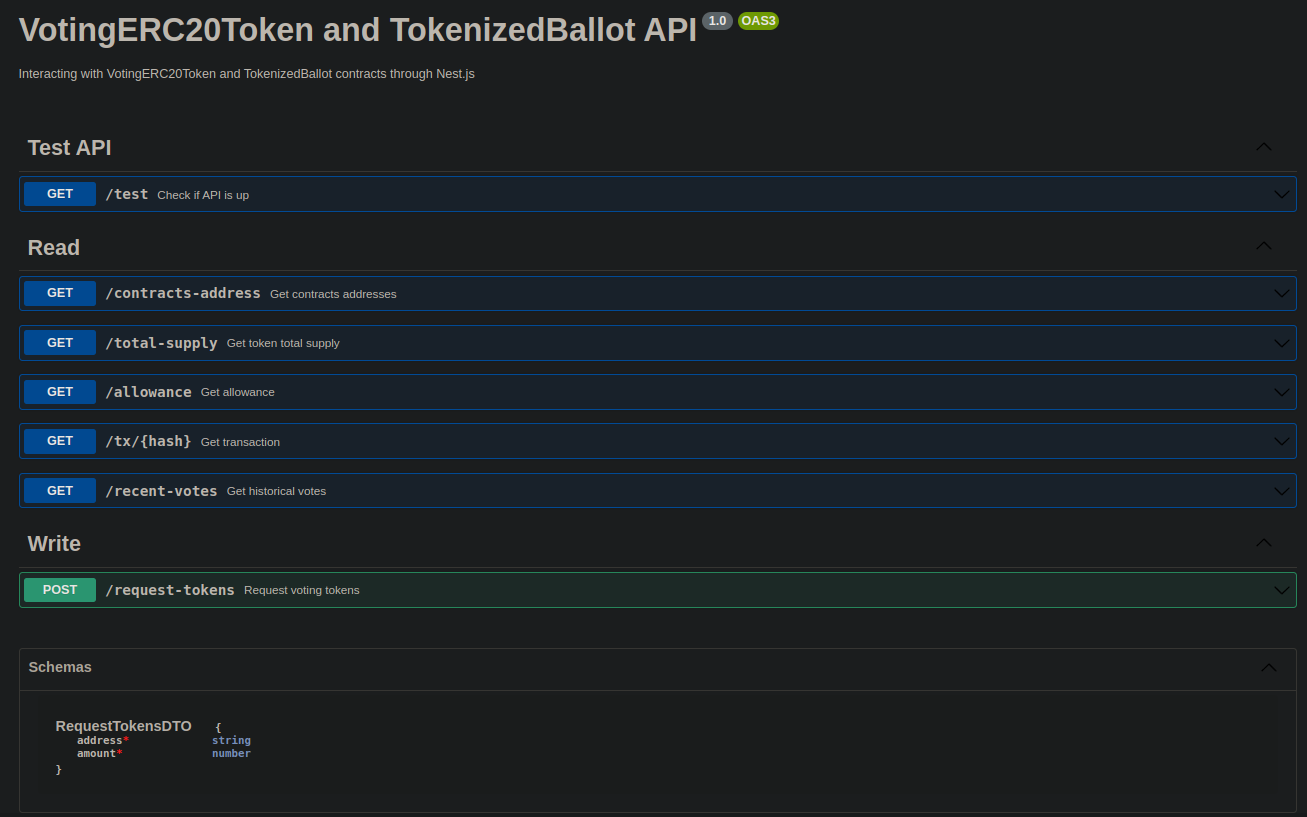 VotingERC20Token and TokenizedBallot API 1.0 OAS3
Interacting with VotingERC20Token and TokenizedBallot contracts through Nest.js
Test API
GET /test Check if API is up
Read
GET /contracts-address Get contracts addresses
GET /total-supply Get token total supply
GET /allowance Get allowance
GET /tx/{hash} Get transaction
GET /recent-votes Get historical votes
Write
POST /request-tokens Request voting tokens
Schemas
RequestTokensDTO {
address* string
amount* number
}